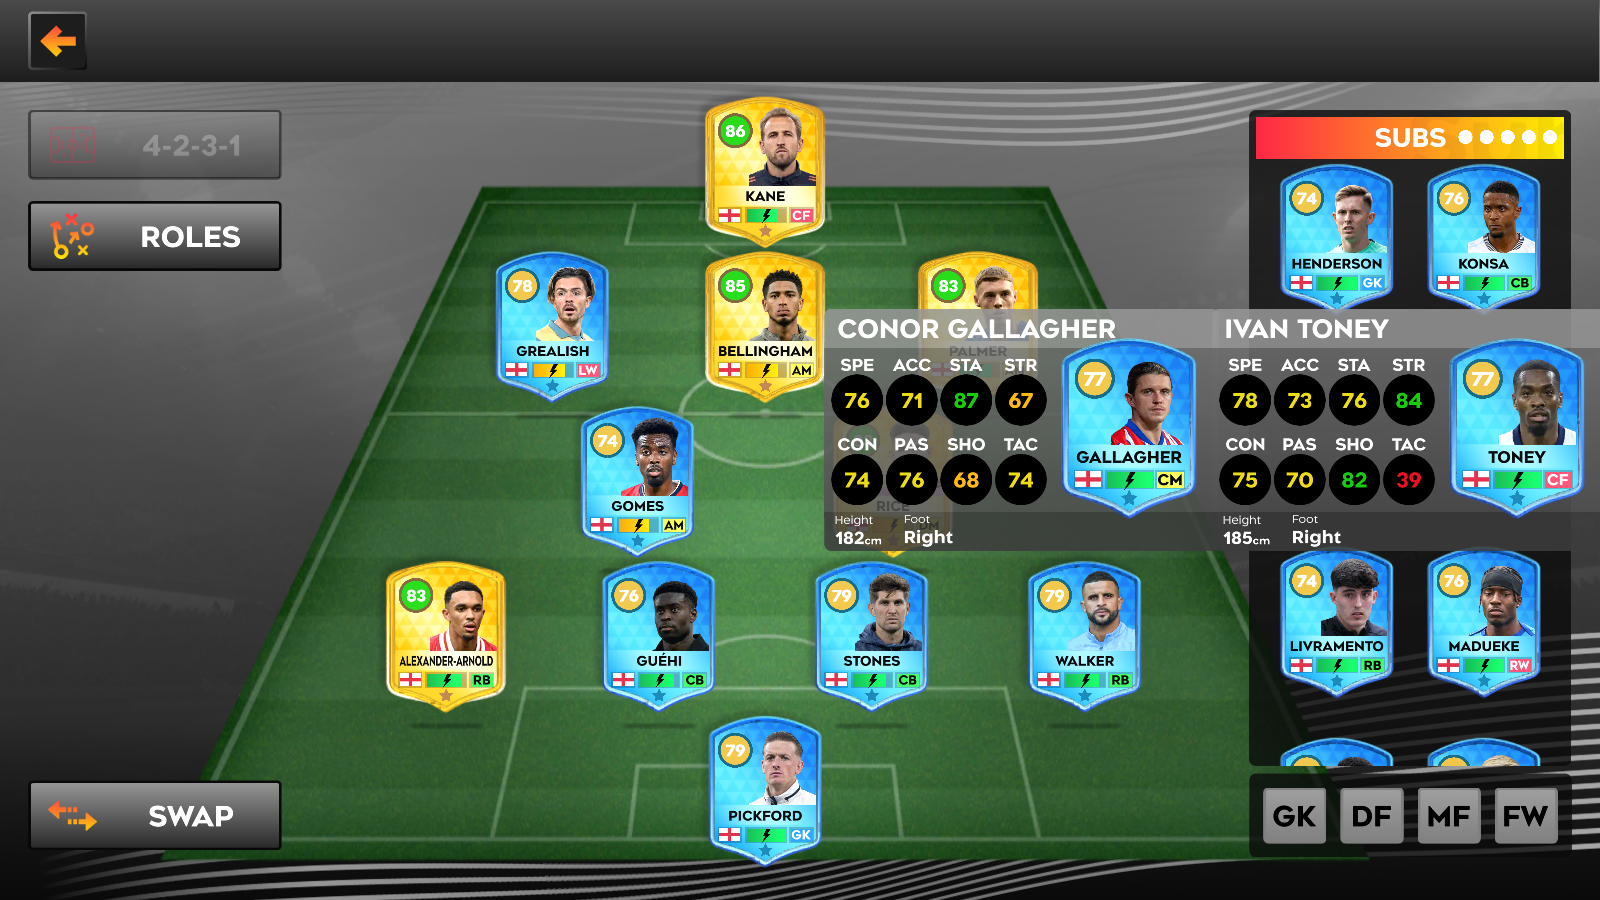 4-2-3-1
ROLES
SWAP
86
KANE
CF
78
GREALISH
LW
85
BELLINGHAM
AM
83
PALMER
74
GOMES
AM
RICE
83
ALEXANDER-ARNOLD
RB
76
GUÉHI
CB
79
STONES
CB
79
WALKER
RB
79
PICKFORD
GK
SUBS
74
HENDERSON
GK
76
KONSA
CB
CONOR GALLAGHER
SPE ACC STA STR
76 71 87 67
CON PAS SHO TAC
74 76 68 74
Height Foot
182cm Right
77
GALLAGHER
CM
IVAN TONEY
SPE ACC STA STR
78 73 76 84
CON PAS SHO TAC
75 70 82 39
Height Foot
185cm Right
77
TONEY
CF
74
LIVRAMENTO
RB
76
MADUEKE
RW
GK DF MF FW